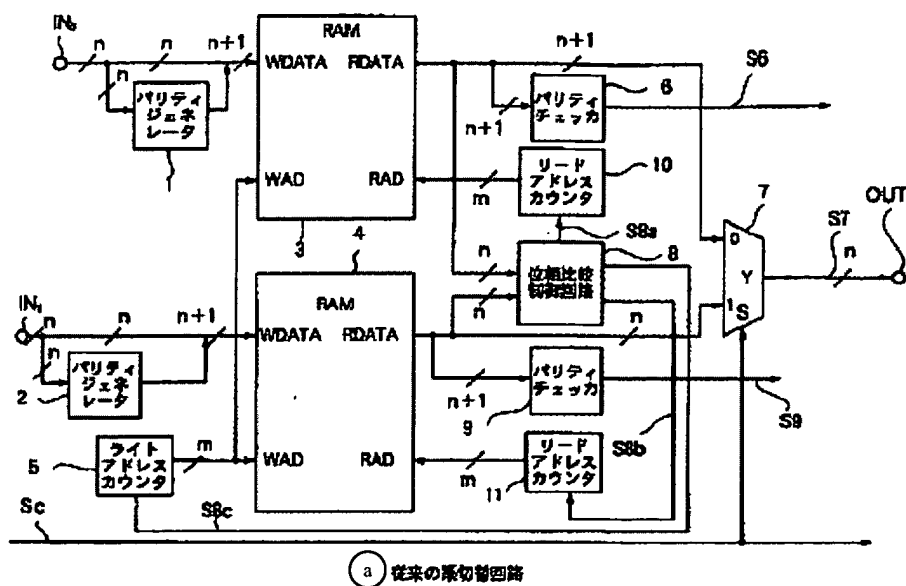 IN₀
n
n
n+1
n
パリティ
ジェネ
レータ
1
RAM
WDATA
RDATA
WAD
RAD
3
n+1
n+1
パリティ
チェッカ
6
S6
リード
アドレス
カウンタ
10
m
S8a
位相比較
制御回路
8
n
n
7
0
Y
1
S
S7
n
OUT
4
IN₁
n
n
n+1
n
パリティ
ジェネ
レータ
2
RAM
WDATA
RDATA
WAD
RAD
n
n+1
パリティ
チェッカ
9
S9
S8b
リード
アドレス
カウンタ
11
m
5
ライト
アドレス
カウンタ
m
S8c
Sc
a 従来の系切替回路